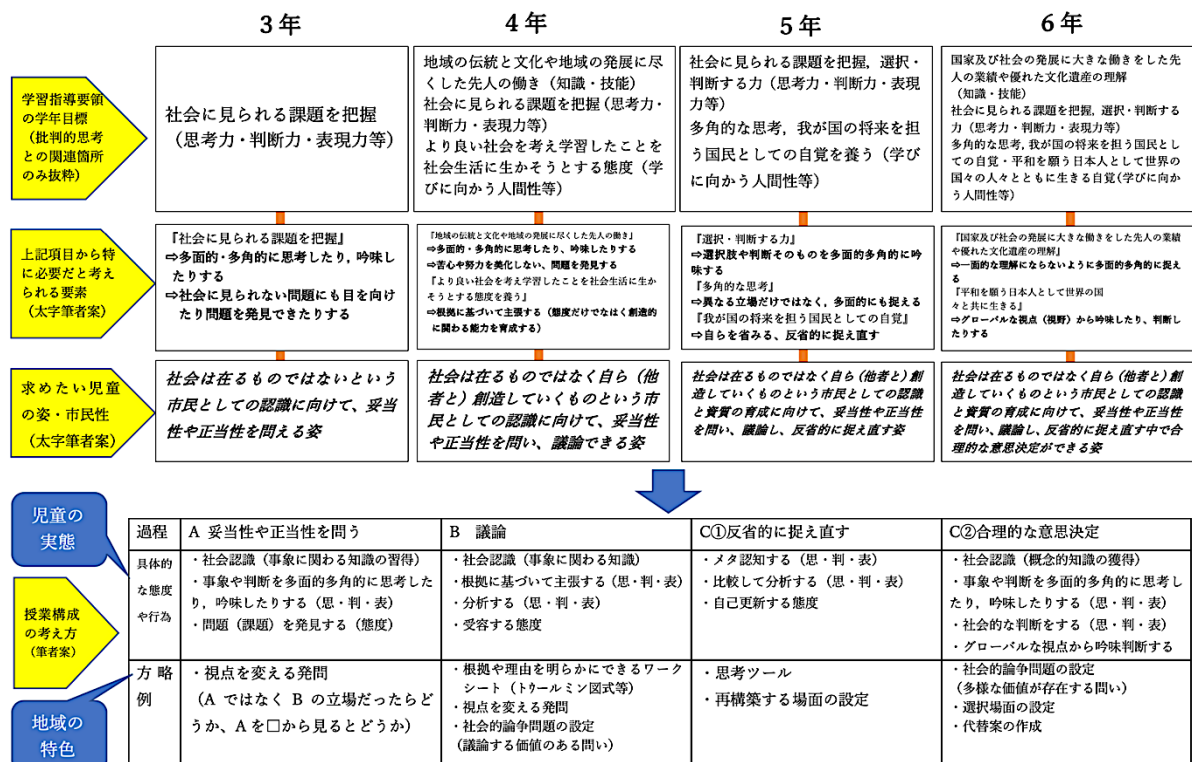 3年
4年
5年
6年
学習指導要領
の学年目標
(批判的思考
との関連箇所
のみ抜粋)
社会に見られる課題を把握
(思考力・判断力・表現力等)
地域の伝統と文化や地域の発展に尽
くした先人の働き(知識・技能)
社会に見られる課題を把握(思考力・
判断力・表現力等)
より良い社会を考え学習したことを
社会生活に生かそうとする態度(学
びに向かう人間性等)
社会に見られる課題を把握,選択・
判断する力(思考力・判断力・表現
力等)
多角的な思考,我が国の将来を担
う国民としての自覚を養う(学び
に向かう人間性等)
国家及び社会の発展に大きな働きをした先
人の業績や優れた文化遺産の理解
(知識・技能)
社会に見られる課題を把握,選択・判断する
力(思考力・判断力・表現力等)
多角的な思考,我が国の将来を担う国民とし
ての自覚・平和を願う日本人として世界の
国々の人々とともに生きる自覚(学びに向か
う人間性等)
上記項目から特
に必要だと考え
られる要素
(太字筆者案)
『社会に見られる課題を把握』
⇒多面的・多角的に思考したり,吟味し
たりする
⇒社会に見られない問題にも目を向け
たり問題を発見できたりする
『地域の伝統と文化や地域の発展に尽くした先人の働き』
⇒多面的・多角的に思考したり、吟味したりする
⇒苦心や努力を美化しない、問題を発見する
『より良い社会を考え学習したことを社会生活に生か
そうとする態度を養う』
⇒根拠に基づいて主張する(態度だけでなはく創造的
に関わる能力を育成する)
『選択・判断する力』
⇒選択肢や判断そのものを多面的多角的に吟
味する
『多角的な思考』
⇒異なる立場だけではなく,多面的にも捉える
『我が国の将来を担う国民としての自覚』
⇒自らを省みる、反省的に捉え直す
『国家及び社会の発展に大きな働きをした先人の業績
や優れた文化遺産の理解』
⇒一面的な理解にならないように多面的多角的に捉え
る
『平和を願う日本人として世界の国
々と共に生きる』
⇒グローバルな視点(視野)から吟味したり、判断し
たりする
求めたい児童
の姿・市民性
(太字筆者案)
社会は在るものではないという
市民としての認識に向けて、妥当
性や正当性を問える姿
社会は在るものではなく自ら(他
者と)創造していくものという市
民としての認識に向けて、妥当性
や正当性を問い、議論できる姿
社会は在るものではなく自ら(他者と)創
造していくものという市民としての認識
と資質の育成に向けて、妥当性や正当性
を問い、議論し、反省的に捉え直す姿
社会は在るものではなく自ら(他者と)創
造していくものという市民としての認識
と資質の育成に向けて、妥当性や正当性
を問い、議論し、反省的に捉え直す中で合
理的な意思決定ができる姿
児童の
実態
授業構成
の考え方
(筆者案)
地域の
特色
過程
A 妥当性や正当性を問う
B 議論
C①反省的に捉え直す
C②合理的な意思決定
具体的
な態度
や行為
・社会認識(事象に関わる知識の習得)
・事象や判断を多面的多角的に思考した
り,吟味したりする(思・判・表)
・問題(課題)を発見する(態度)
・社会認識(事象に関わる知識)
・根拠に基づいて主張する(思・判・表)
・分析する(思・判・表)
・受容する態度
・メタ認知する(思・判・表)
・比較して分析する(思・判・表)
・自己更新する態度
・社会認識(概念的知識の獲得)
・事象や判断を多面的多角的に思考し
たり,吟味したりする(思・判・表)
・社会的な判断をする(思・判・表)
・グローバルな視点から吟味判断する
方略
例
・視点を変える発問
(AではなくBの立場だったらど
うか、Aを□から見るとどうか)
・根拠や理由を明らかにできるワーク
シート(トゥールミン図式等)
・視点を変える発問
・社会的論争問題の設定
(議論する価値のある問い)
・思考ツール
・再構築する場面の設定
・社会的論争問題の設定
(多様な価値が存在する問い)
・選択場面の設定
・代替案の作成